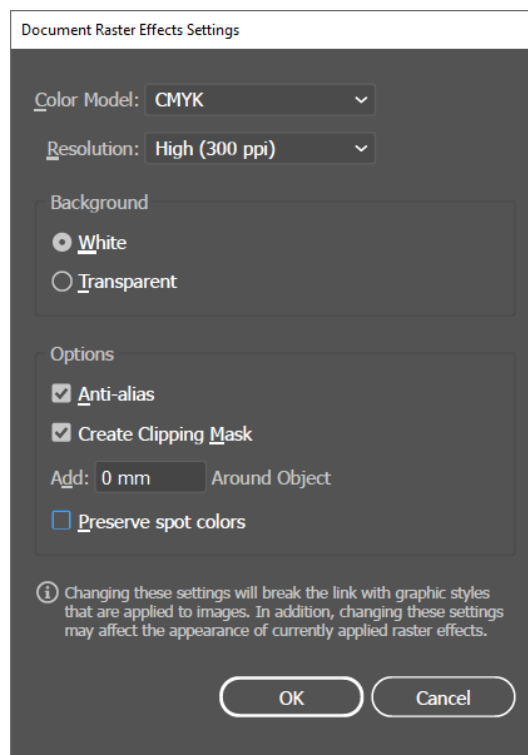 Document Raster Effects Settings
Color Model: CMYK
Resolution: High (300 ppi)
Background
White
Transparent
Options
Anti-alias
Create Clipping Mask
Add: 0 mm Around Object
Preserve spot colors
Changing these settings will break the link with graphic styles
that are applied to images. In addition, changing these settings
may affect the appearance of currently applied raster effects.
OK Cancel